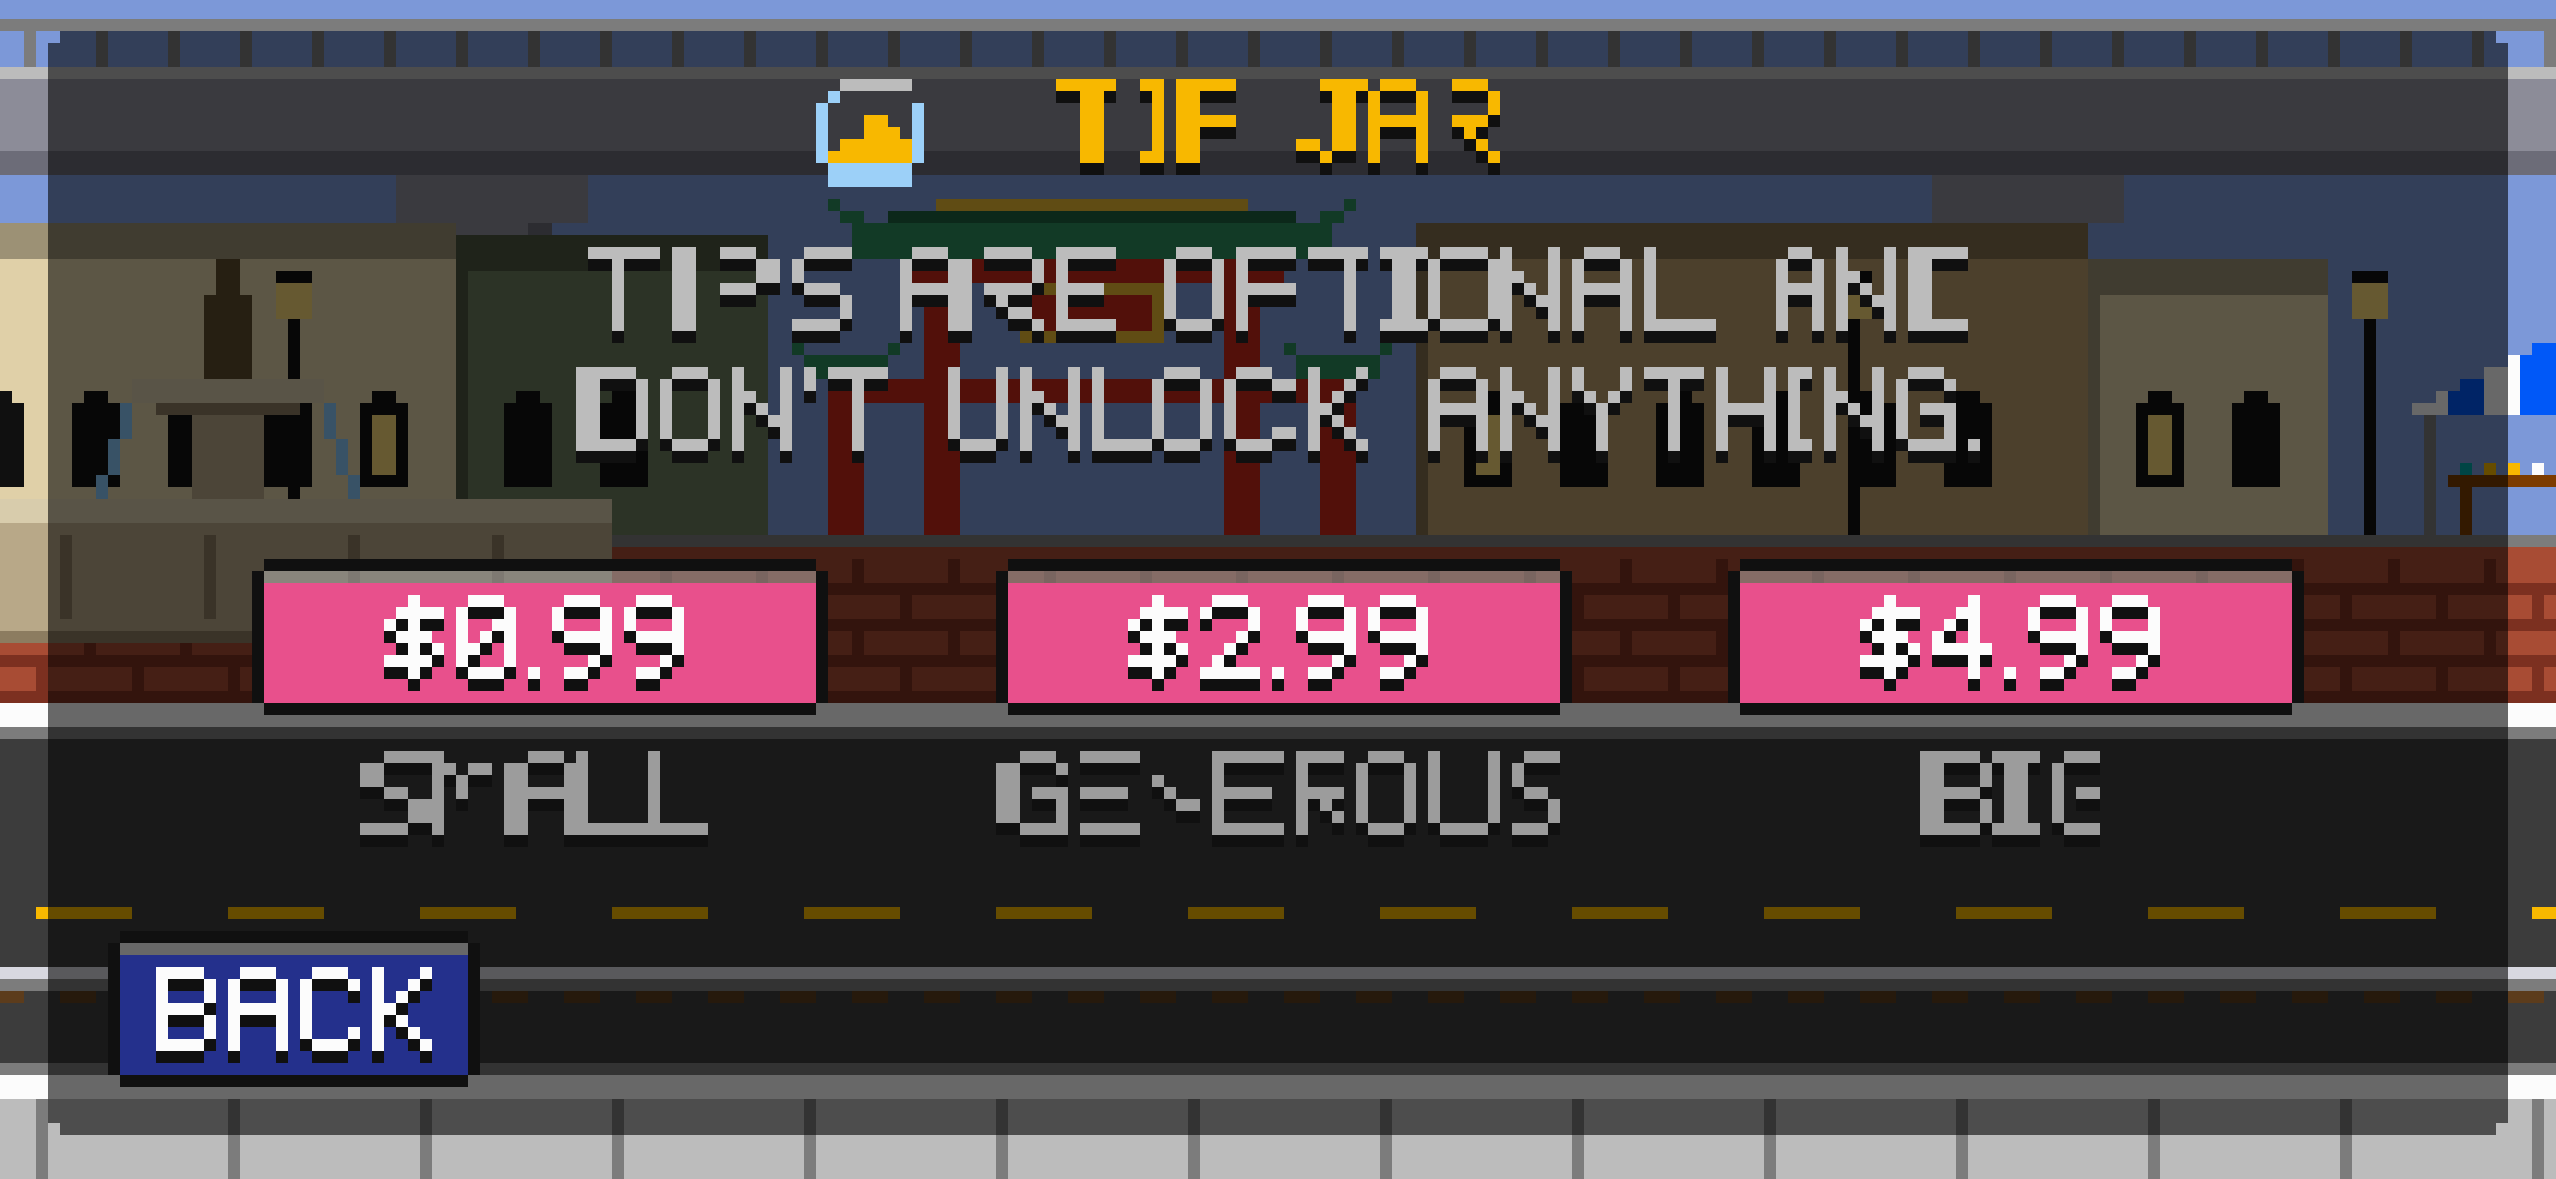 TIP JAR
TIPS ARE OPTIONAL AND
DON'T UNLOCK ANYTHING.
$0.99
$2.99
$4.99
SMALL
GENEROUS
BIG
BACK